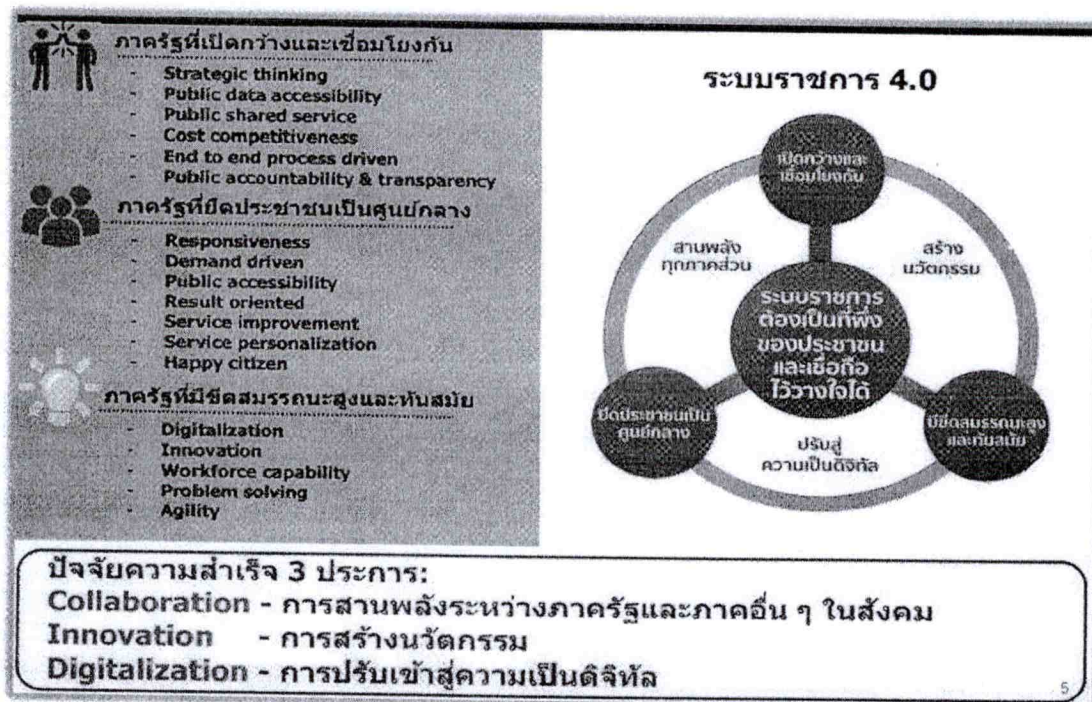 ภาครัฐที่เปิดกว้างและเชื่อมโยงกัน
- Strategic thinking
- Public data accessibility
- Public shared service
- Cost competitiveness
- End to end process driven
- Public accountability & transparency
ภาครัฐที่ยึดประชาชนเป็นศูนย์กลาง
- Responsiveness
- Demand driven
- Public accessibility
- Result oriented
- Service improvement
- Service personalization
- Happy citizen
ภาครัฐที่มีขีดสมรรถนะสูงและทันสมัย
- Digitalization
- Innovation
- Workforce capability
- Problem solving
- Agility
ระบบราชการ 4.0
เปิดกว้างและ
เชื่อมโยงกัน
สานพลัง
ทุกภาคส่วน
สร้าง
นวัตกรรม
ระบบราชการ
ต้องเป็นที่พึ่ง
ของประชาชน
และเชื่อถือ
ไว้วางใจได้
ยึดประชาชนเป็น
ศูนย์กลาง
มีขีดสมรรถนะสูง
และทันสมัย
ปรับสู่
ความเป็นดิจิทัล
ปัจจัยความสำเร็จ 3 ประการ:
Collaboration - การสานพลังระหว่างภาครัฐและภาคอื่น ๆ ในสังคม
Innovation - การสร้างนวัตกรรม
Digitalization - การปรับเข้าสู่ความเป็นดิจิทัล
5